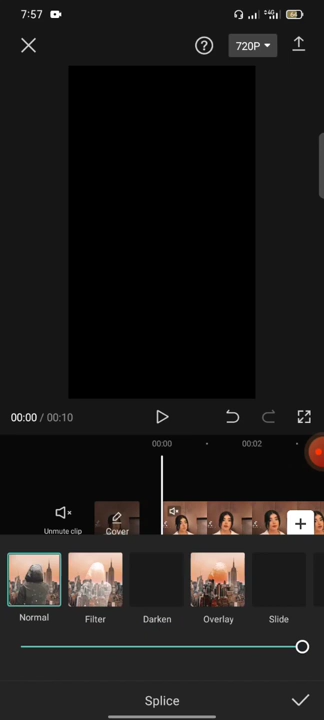 7:57
64
720P
00:00 / 00:10
00:00
00:02
Unmute clip
Cover
Normal
Filter
Darken
Overlay
Slide
Splice